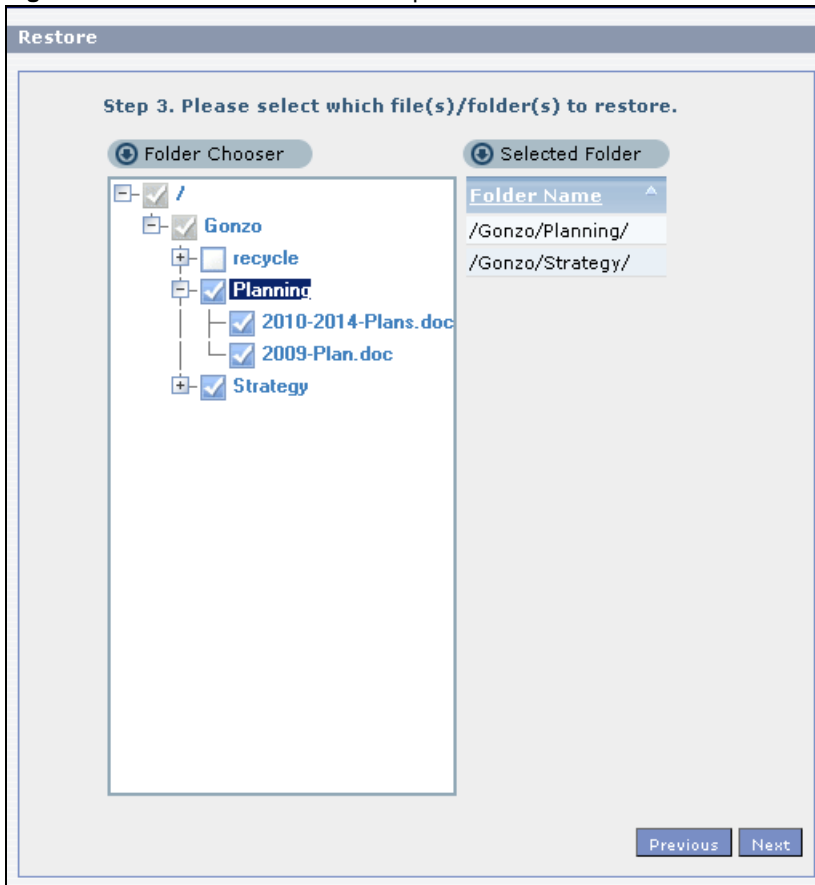 Restore
Step 3. Please select which file(s)/folder(s) to restore.
Folder Chooser
Selected Folder
/
Gonzo
recycle
Planning
2010-2014-Plans.doc
2009-Plan.doc
Strategy
Folder Name
/Gonzo/Planning/
/Gonzo/Strategy/
Previous
Next